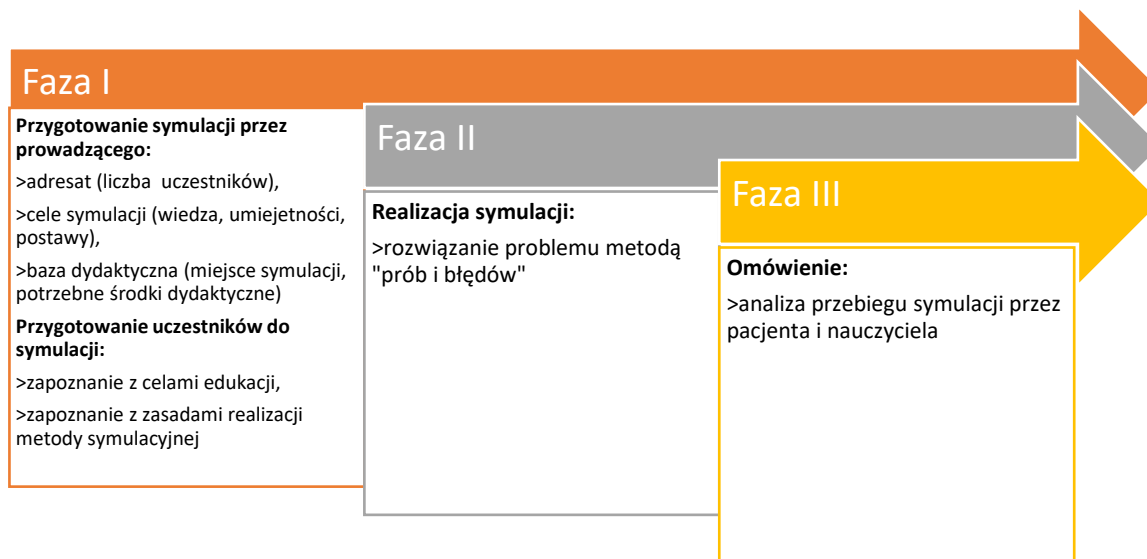 Faza I
Przygotowanie symulacji przez
prowadzącego:
>adresat (liczba uczestników),
>cele symulacji (wiedza, umiejetności,
postawy),
>baza dydaktyczna (miejsce symulacji,
potrzebne środki dydaktyczne)
Przygotowanie uczestników do
symulacji:
>zapoznanie z celami edukacji,
>zapoznanie z zasadami realizacji
metody symulacyjnej
Faza II
Realizacja symulacji:
>rozwiązanie problemu metodą
"prób i błędów"
Faza III
Omówienie:
>analiza przebiegu symulacji przez
pacjenta i nauczyciela